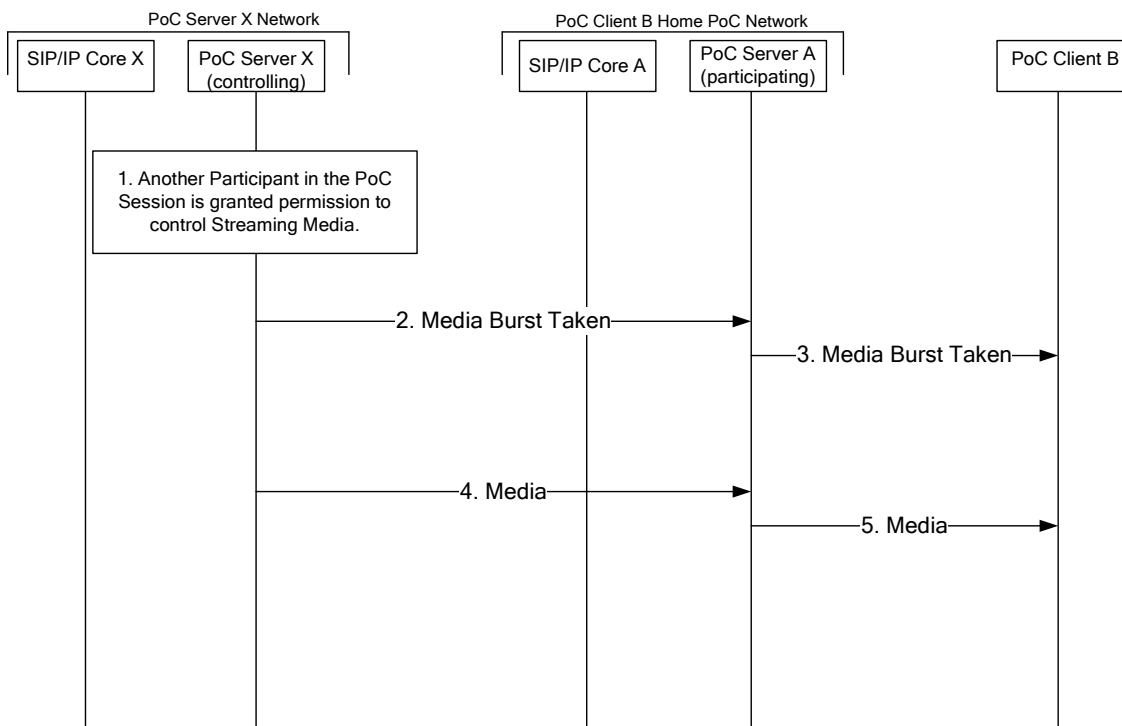 PoC Server X Network
PoC Client B Home PoC Network
SIP/IP Core X
PoC Server X
(controlling)
SIP/IP Core A
PoC Server A
(participating)
PoC Client B
1. Another Participant in the PoC
Session is granted permission to
control Streaming Media.
2. Media Burst Taken
3. Media Burst Taken
4. Media
5. Media